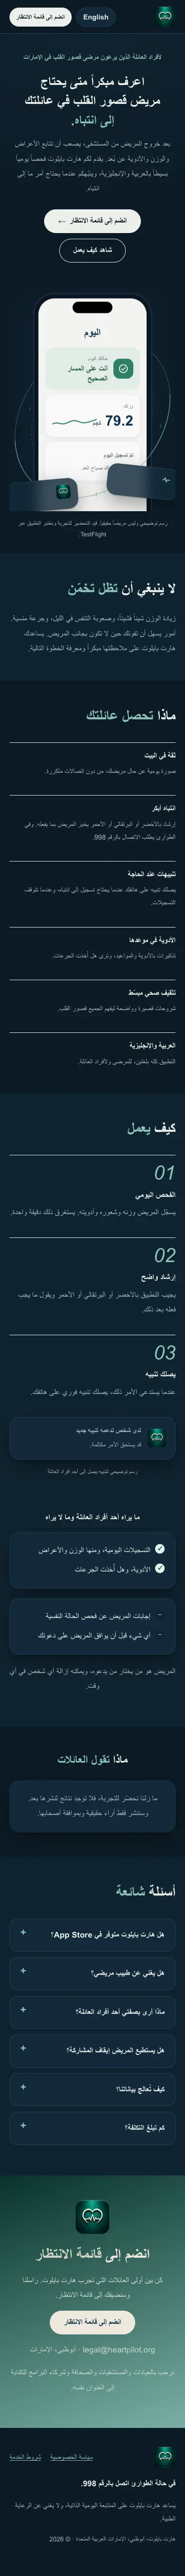 English
انضم إلى قائمة الانتظار
لأفراد العائلة الذين يرعون مرضى قصور القلب في الإمارات
اعرف مبكراً متى يحتاج
مريض قصور القلب في عائلتك
إلى انتباه.
بعد خروج المريض من المستشفى، يصعب أن تتابع الأعراض
والوزن والأدوية عن بُعد. يقدم لكم هارت بايلوت فحصاً يومياً
بسيطاً بالعربية والإنجليزية، وينبّهكم عندما يحتاج أمر ما إلى
انتباه.
انضم إلى قائمة الانتظار ←
شاهد كيف يعمل
اليوم
حالتك اليوم
أنت على المسار
الصحيح
وزنك
79.2 كجم
تم تسجيل اليوم
رسم توضيحي وليس مريضاً حقيقياً. قيد التحضير للتجربة ونختبر التطبيق عبر
TestFlight.
لا ينبغي أن تظل تخمّن
زيادة الوزن شيئاً فشيئاً، وصعوبة التنفس في الليل، وجرعة منسية.
أمور يسهل أن تفوتك حين لا تكون بجانب المريض. يساعدك
هارت بايلوت على ملاحظتها مبكراً ومعرفة الخطوة التالية.
ماذا تحصل عائلتك
ثقة في البيت
صورة يومية عن حال مريضك، من دون اتصالات متكررة.
انتباه أبكر
إرشاد بالأخضر أو البرتقالي أو الأحمر يخبر المريض بما يفعله. وفي
الطوارئ يطلب الاتصال بالرقم 998.
تنبيهات عند الحاجة
يصلك تنبيه على هاتفك عندما يحتاج تسجيل إلى انتباه، وعندما تتوقف
التسجيلات.
الأدوية في موعدها
تذكيرات بالأدوية والمواعيد، وترى هل أُخذت الجرعات.
تثقيف صحي مبسّط
شروحات قصيرة وواضحة ليفهم الجميع قصور القلب.
العربية والإنجليزية
التطبيق كله بلغتين، للمريض ولأفراد العائلة.
كيف يعمل
01
الفحص اليومي
يسجّل المريض وزنه وشعوره وأدويته. يستغرق ذلك دقيقة واحدة.
02
إرشاد واضح
يجيب التطبيق بالأخضر أو البرتقالي أو الأحمر ويقول ما يجب
فعله بعد ذلك.
03
يصلك تنبيه
عندما يستدعي الأمر ذلك، يصلك تنبيه فوري على هاتفك.
لدى شخص تدعمه تنبيه جديد
قد يستحق الأمر مكالمة.
رسم توضيحي لتنبيه يصل إلى أحد أفراد العائلة
ما يراه أحد أفراد العائلة وما لا يراه
التسجيلات اليومية، ومنها الوزن والأعراض
الأدوية، وهل أُخذت الجرعات
– إجابات المريض عن فحص الحالة النفسية
– أي شيء قبل أن يوافق المريض على دعوتك
المريض هو من يختار من يدعوه، ويمكنه إزالة أي شخص في أي
وقت.
ماذا تقول العائلات
ما زلنا نحضّر للتجربة، فلا توجد نتائج لننشرها بعد.
وسننشر فقط آراء حقيقية وبموافقة أصحابها.
أسئلة شائعة
هل هارت بايلوت متوفر في App Store؟ +
هل يغني عن طبيب مريضي؟ +
ماذا أرى بصفتي أحد أفراد العائلة؟ +
هل يستطيع المريض إيقاف المشاركة؟ +
كيف تُعالج بياناتنا؟ +
كم تبلغ التكلفة؟ +
انضم إلى قائمة الانتظار
كن بين أولى العائلات التي تجرب هارت بايلوت. راسلنا
وسنضيفك إلى قائمة الانتظار.
انضم إلى قائمة الانتظار
legal@heartpilot.org · أبوظبي، الإمارات
نرحب بالعيادات والمستشفيات والصحافة وشركاء البرامج للكتابة
إلى العنوان نفسه.
سياسة الخصوصية
شروط الخدمة
في حالة الطوارئ اتصل بالرقم 998.
يساعد هارت بايلوت على المتابعة اليومية الذاتية، ولا يغني عن الرعاية
الطبية.
هارت بايلوت، أبوظبي، الإمارات العربية المتحدة · © 2026